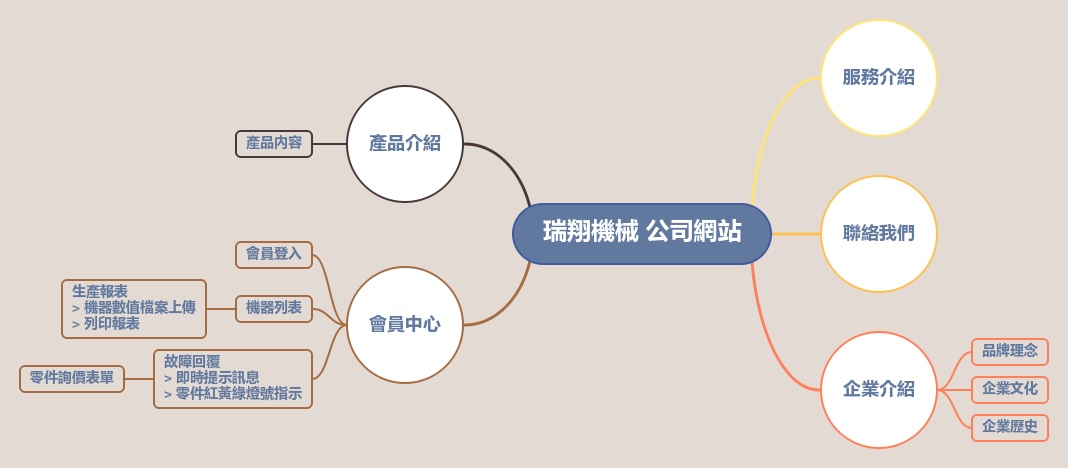 瑞翔機械 公司網站
服務介紹
聯絡我們
企業介紹
品牌理念
企業文化
企業歷史
產品介紹
產品內容
會員中心
會員登入
機器列表
生產報表
> 機器數值檔案上傳
> 列印報表
故障回覆
> 即時提示訊息
> 零件紅黃綠燈號指示
零件詢價表單